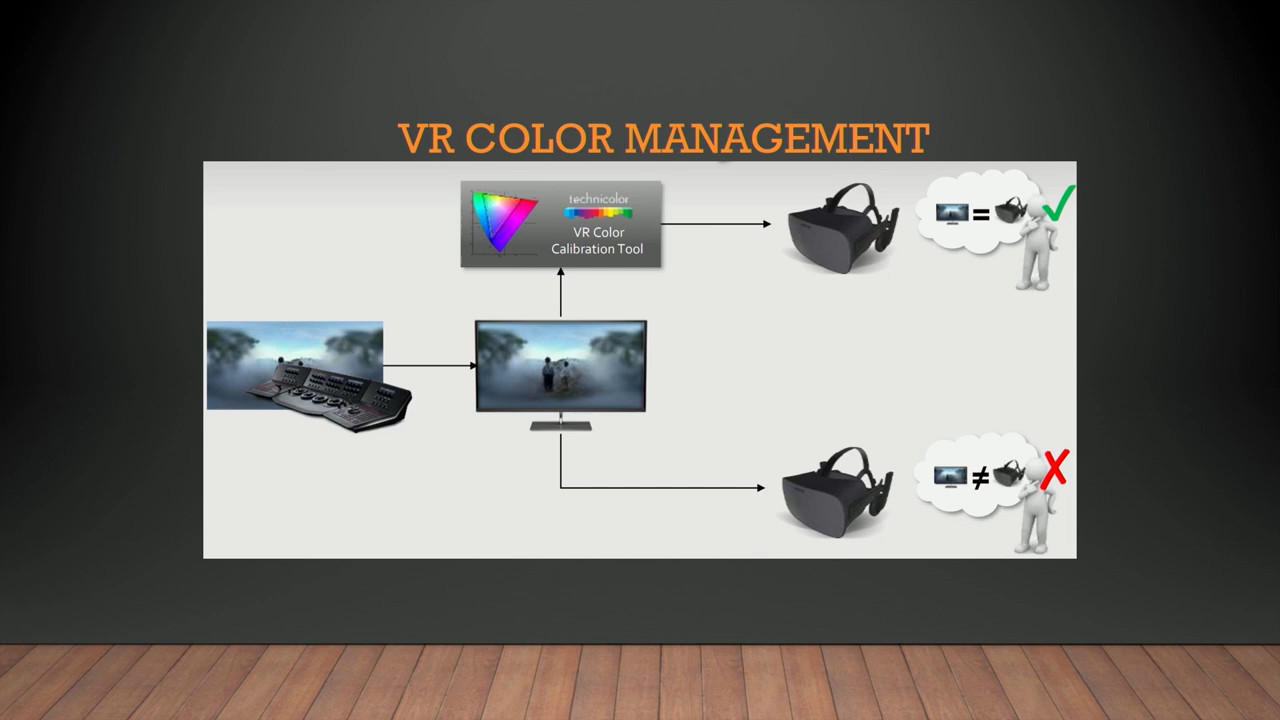 VR COLOR MANAGEMENT
technicolor
VR Color
Calibration Tool
=
≠